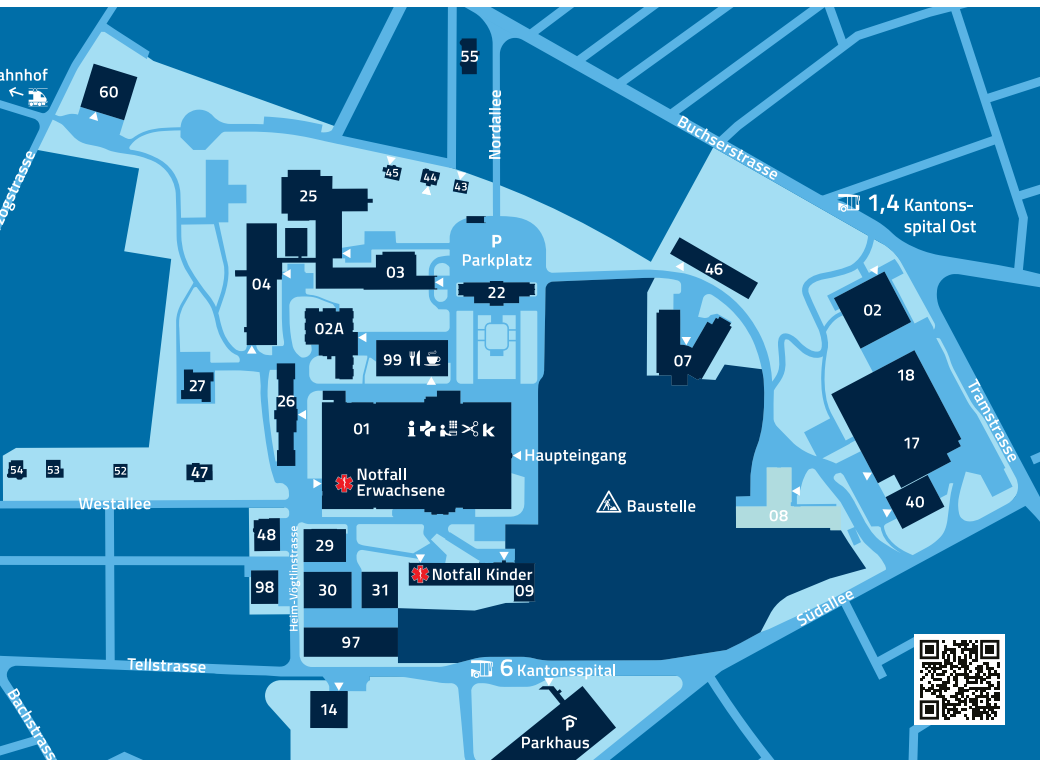 55
ahnhof
60
Nordallee
Buchserstrasse
zogstrasse
45
44
43
25
1,4 Kantons-
spital Ost
P
Parkplatz
46
03
04
22
02
02A
99
07
18
27
26
Tramstrasse
01
i
k
17
Haupteingang
54
53
52
47
Notfall
Erwachsene
Westallee
Baustelle
40
08
48
Heim-Vögtlinstrasse
29
Notfall Kinder
09
98
30
31
Südallee
97
Tellstrasse
6 Kantonsspital
Bachstrass
14
P
Parkhaus